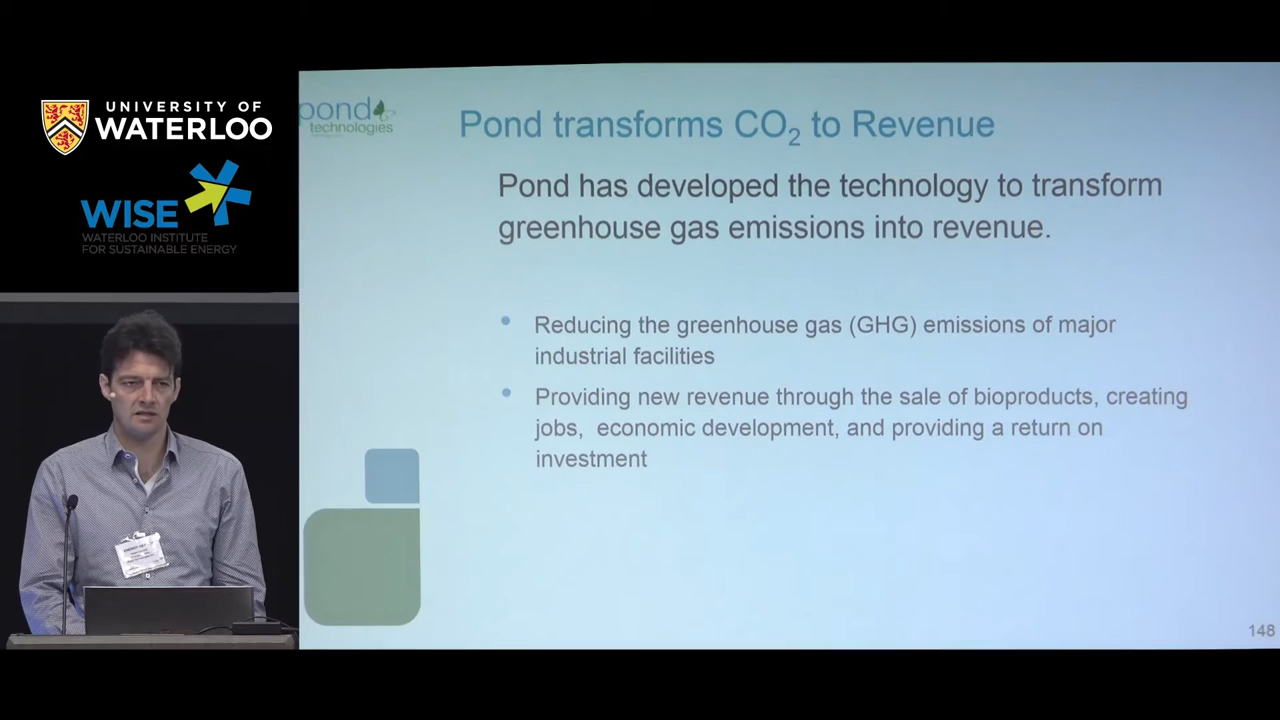 UNIVERSITY OF
WATERLOO
WISE
WATERLOO INSTITUTE
FOR SUSTAINABLE ENERGY
pond
technologies
Pond transforms CO₂ to Revenue
Pond has developed the technology to transform
greenhouse gas emissions into revenue.
• Reducing the greenhouse gas (GHG) emissions of major
industrial facilities
• Providing new revenue through the sale of bioproducts, creating
jobs, economic development, and providing a return on
investment
148